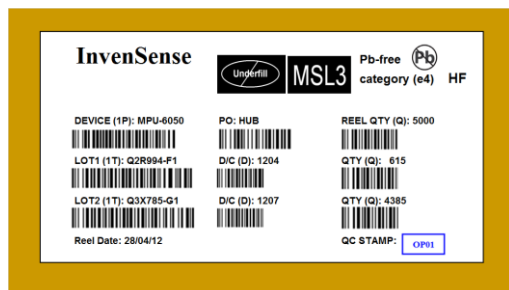 InvenSense
Underfill
MSL3
Pb-free
category (e4)
Pb
HF
DEVICE (1P): MPU-6050
PO: HUB
REEL QTY (Q): 5000
LOT1 (1T): Q2R994-F1
D/C (D): 1204
QTY (Q): 615
LOT2 (1T): Q3X785-G1
D/C (D): 1207
QTY (Q): 4385
Reel Date: 28/04/12
QC STAMP:
OP01